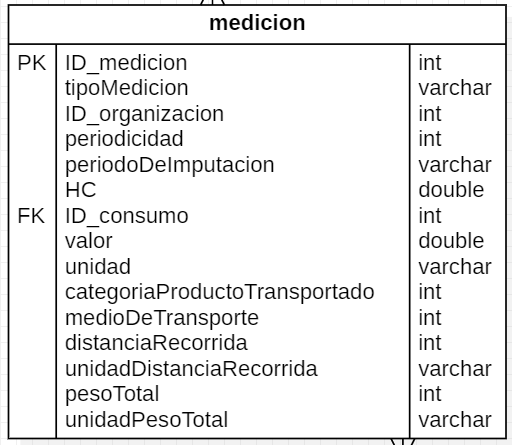 medicion
PK ID_medicion int
tipoMedicion varchar
ID_organizacion int
periodicidad int
periodoDeImputacion varchar
HC double
FK ID_consumo int
valor double
unidad varchar
categoriaProductoTransportado int
medioDeTransporte int
distanciaRecorrida int
unidadDistanciaRecorrida varchar
pesoTotal int
unidadPesoTotal varchar